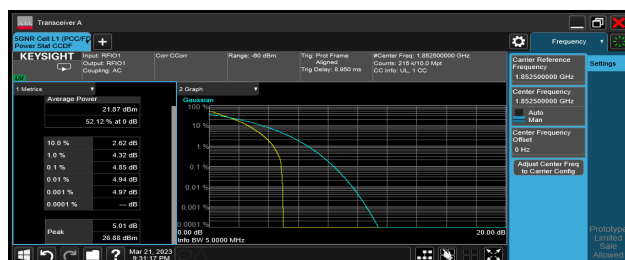 Transceiver A
5GNR Cell L1 (PCC/FD
Power Stat CCDF
Frequency
KEYSIGHT
LVI
Input: RFIO1
Output: RFIO1
Coupling: AC
Corr CCorr
Range: -60 dBm
Trig: Prot Frame
Aligned
Trig Delay: 8.960 ms
#Center Freq: 1.852500000 GHz
Counts: 215 k/10.0 Mpt
CC Info: UL, 1 CC
1 Metrics
Average Power
21.87 dBm
52.12 % at 0 dB
10.0 % 2.62 dB
1.0 % 4.32 dB
0.1 % 4.85 dB
0.01 % 4.94 dB
0.001 % 4.97 dB
0.0001 % --- dB
Peak
5.01 dB
26.88 dBm
2 Graph
Gaussian
100 %
10 %
1 %
0.1 %
0.01 %
0.001 %
0.0001 %
0.00 dB
20.00 dB
Info BW 5.0000 MHz
Carrier Reference
Frequency
1.852500000 GHz
Center Frequency
1.852500000 GHz
Auto
Man
Center Frequency
Offset
0 Hz
Adjust Center Freq
to Carrier Config
Settings
Prototype
Limited
Sale
Allowed
Mar 21, 2023
9:31:17 PM